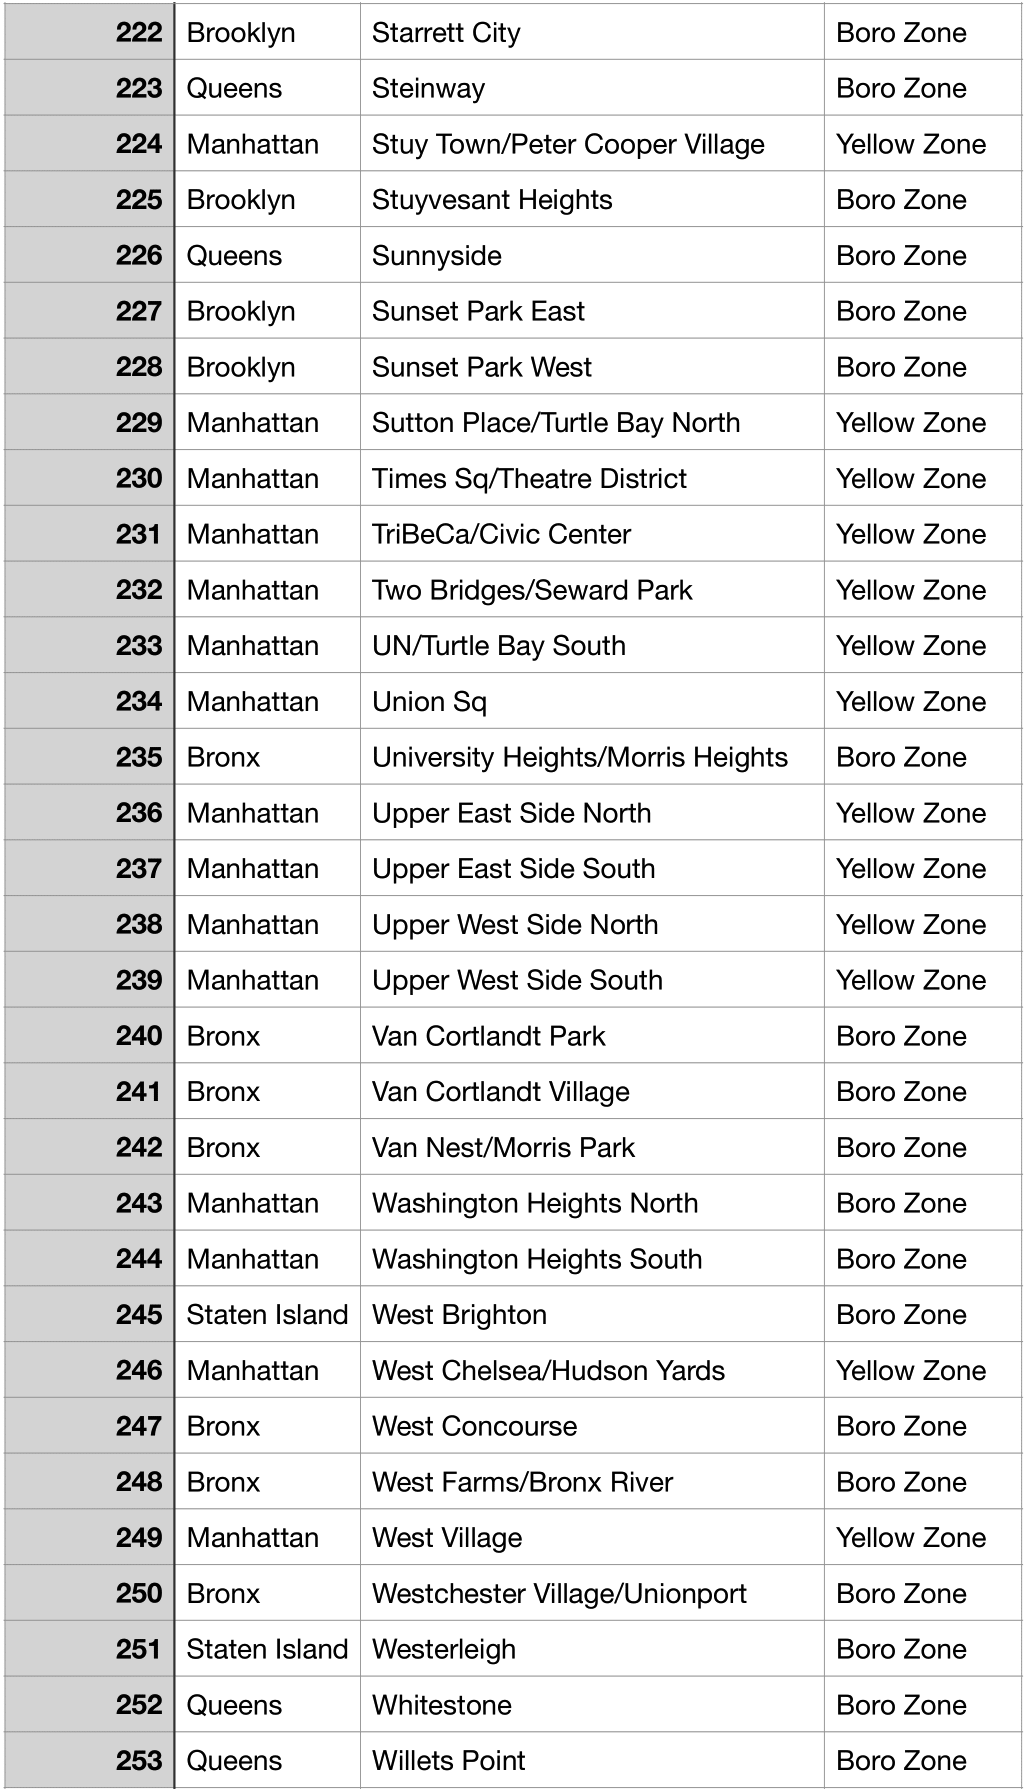 222 Brooklyn Starrett City Boro Zone
223 Queens Steinway Boro Zone
224 Manhattan Stuy Town/Peter Cooper Village Yellow Zone
225 Brooklyn Stuyvesant Heights Boro Zone
226 Queens Sunnyside Boro Zone
227 Brooklyn Sunset Park East Boro Zone
228 Brooklyn Sunset Park West Boro Zone
229 Manhattan Sutton Place/Turtle Bay North Yellow Zone
230 Manhattan Times Sq/Theatre District Yellow Zone
231 Manhattan TriBeCa/Civic Center Yellow Zone
232 Manhattan Two Bridges/Seward Park Yellow Zone
233 Manhattan UN/Turtle Bay South Yellow Zone
234 Manhattan Union Sq Yellow Zone
235 Bronx University Heights/Morris Heights Boro Zone
236 Manhattan Upper East Side North Yellow Zone
237 Manhattan Upper East Side South Yellow Zone
238 Manhattan Upper West Side North Yellow Zone
239 Manhattan Upper West Side South Yellow Zone
240 Bronx Van Cortlandt Park Boro Zone
241 Bronx Van Cortlandt Village Boro Zone
242 Bronx Van Nest/Morris Park Boro Zone
243 Manhattan Washington Heights North Boro Zone
244 Manhattan Washington Heights South Boro Zone
245 Staten Island West Brighton Boro Zone
246 Manhattan West Chelsea/Hudson Yards Yellow Zone
247 Bronx West Concourse Boro Zone
248 Bronx West Farms/Bronx River Boro Zone
249 Manhattan West Village Yellow Zone
250 Bronx Westchester Village/Unionport Boro Zone
251 Staten Island Westerleigh Boro Zone
252 Queens Whitestone Boro Zone
253 Queens Willets Point Boro Zone